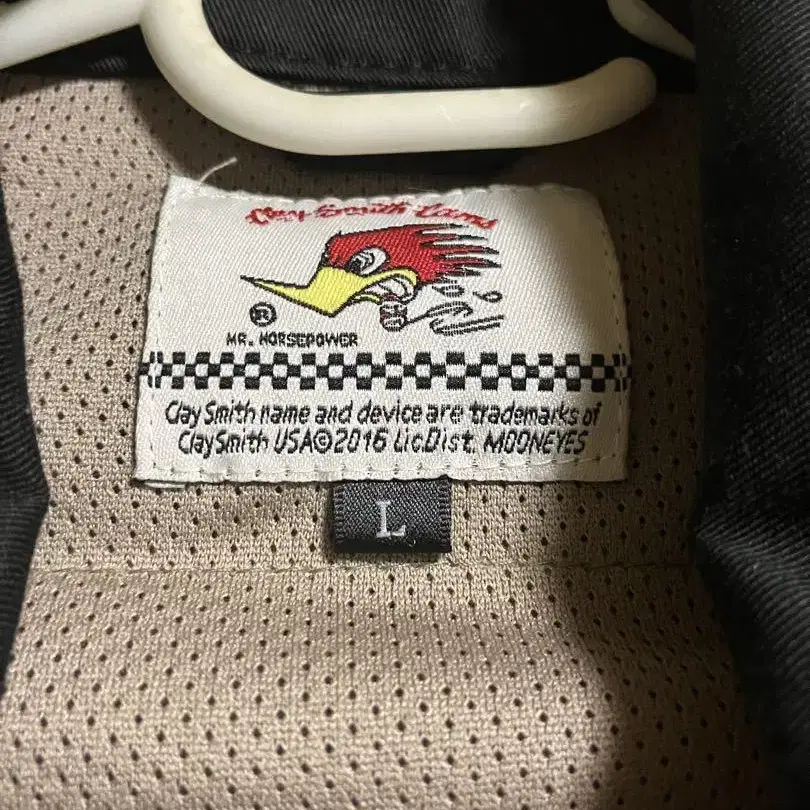 Clay Smith Cams
®
MR. HORSEPOWER
Clay Smith name and device are trademarks of
Clay Smith USA©2016 Lic.Dist. MOONEYES
L